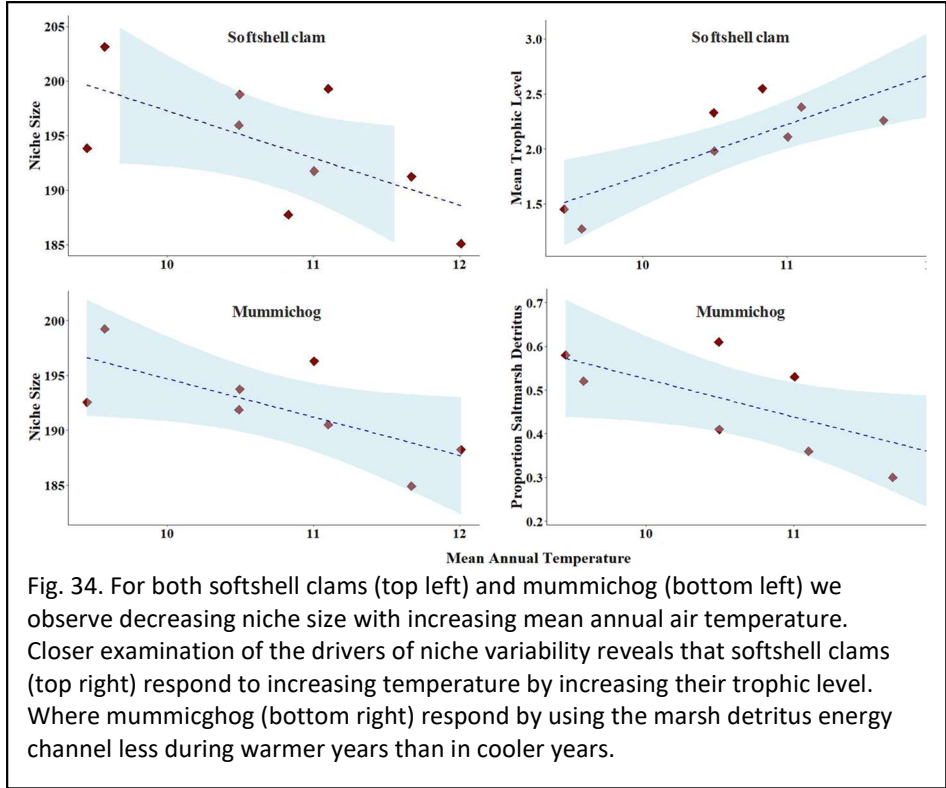 Softshell clam
Niche Size
205
200
195
190
185
10
11
12
Softshell clam
Mean Trophic Level
3.0
2.5
2.0
1.5
10
11
Mummichog
Niche Size
200
195
190
185
10
11
12
Mummichog
Proportion Saltmarsh Detritus
0.7
0.6
0.5
0.4
0.3
0.2
10
11
Mean Annual Temperature
Fig. 34. For both softshell clams (top left) and mummichog (bottom left) we
observe decreasing niche size with increasing mean annual air temperature.
Closer examination of the drivers of niche variability reveals that softshell clams
(top right) respond to increasing temperature by increasing their trophic level.
Where mummicghog (bottom right) respond by using the marsh detritus energy
channel less during warmer years than in cooler years.